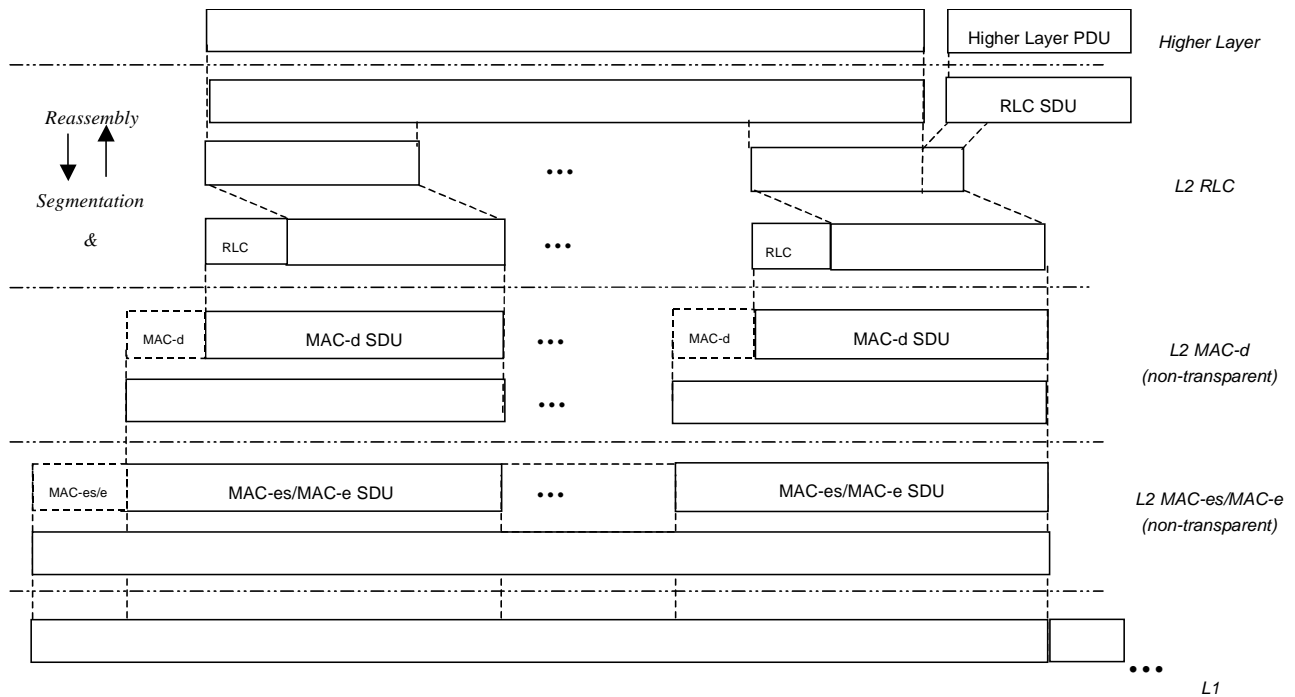 Higher Layer PDU
Higher Layer
RLC SDU
Reassembly
Segmentation
&
L2 RLC
•••
RLC
•••
RLC
MAC-d
MAC-d SDU
•••
MAC-d
MAC-d SDU
L2 MAC-d
(non-transparent)
•••
MAC-es/e
MAC-es/MAC-e SDU
•••
MAC-es/MAC-e SDU
L2 MAC-es/MAC-e
(non-transparent)
•••
L1